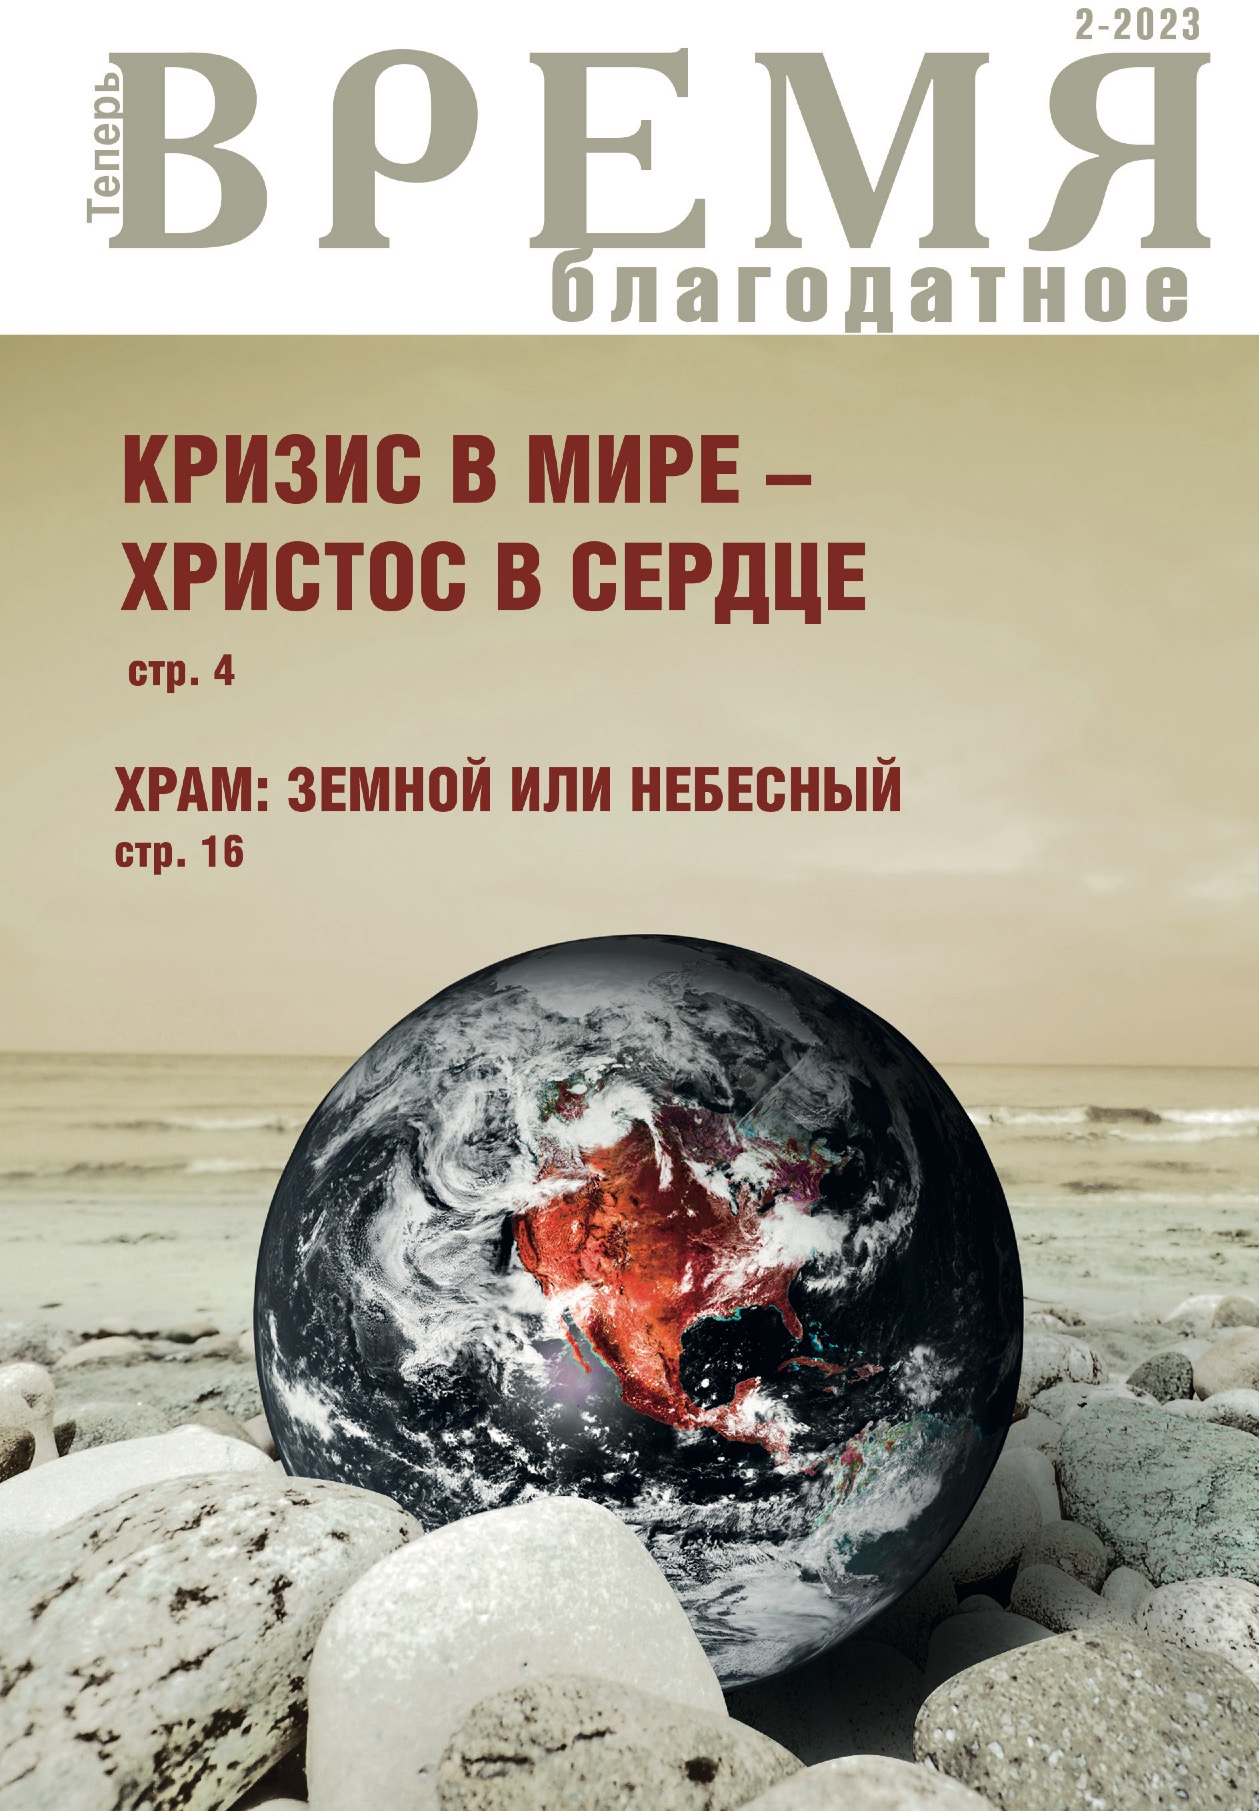 2-2023
Теперь
ВРЕМЯ
благодатное
КРИЗИС В МИРЕ –
ХРИСТОС В СЕРДЦЕ
стр. 4
ХРАМ: ЗЕМНОЙ ИЛИ НЕБЕСНЫЙ
стр. 16